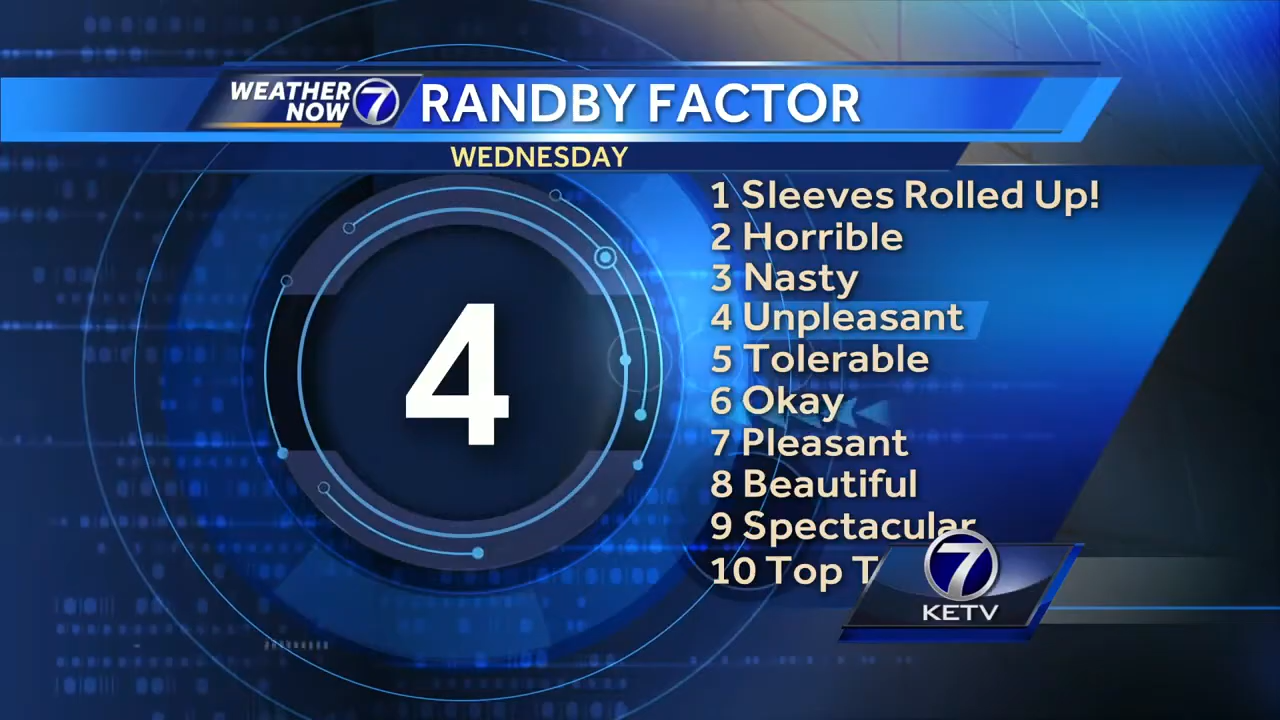 WEATHER
NOW 7
RANDBY FACTOR
WEDNESDAY
4
1 Sleeves Rolled Up!
2 Horrible
3 Nasty
4 Unpleasant
5 Tolerable
6 Okay
7 Pleasant
8 Beautiful
9 Spectacular
10 Top
7
KETV